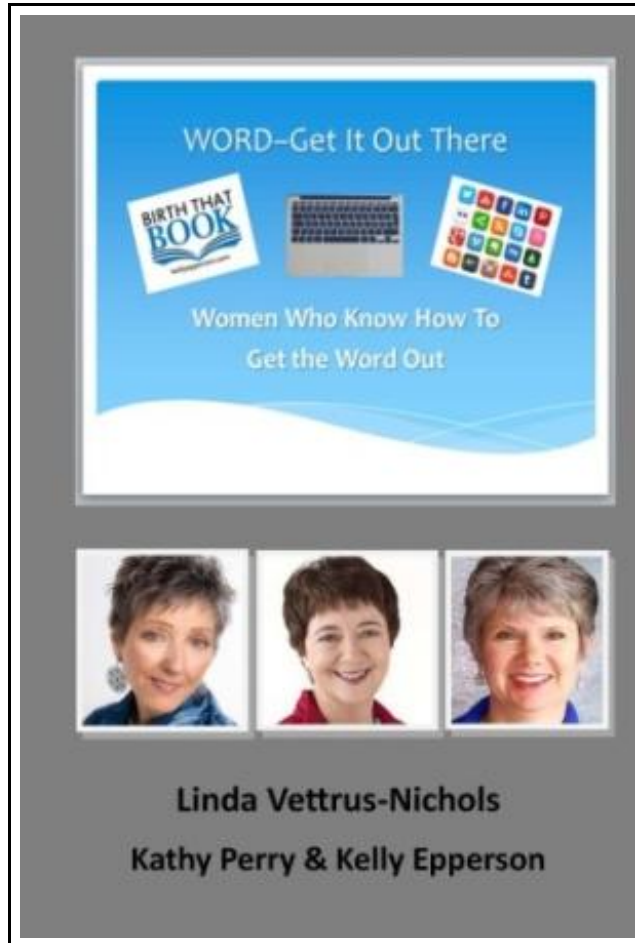 WORD–Get It Out There
BIRTH THAT
BOOK
Women Who Know How To
Get the Word Out
Linda Vettrus-Nichols
Kathy Perry & Kelly Epperson